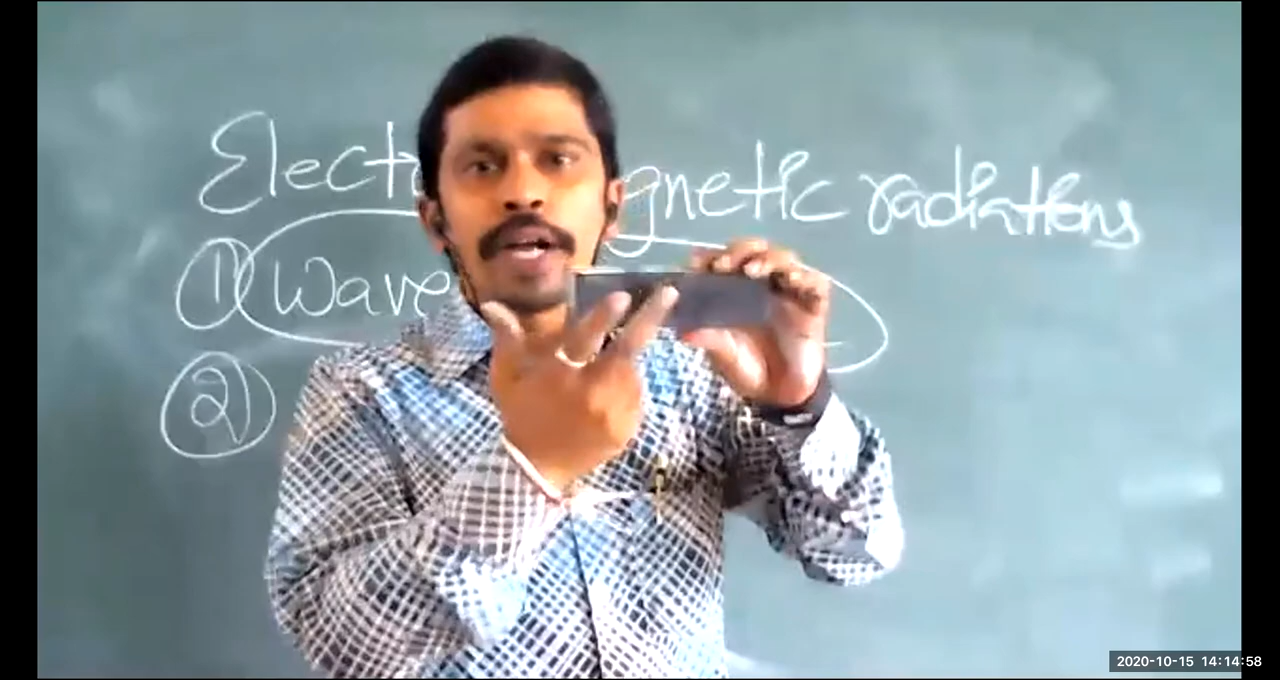 Elect gnetic radiations
① Wave
②
2020-10-15 14:14:58